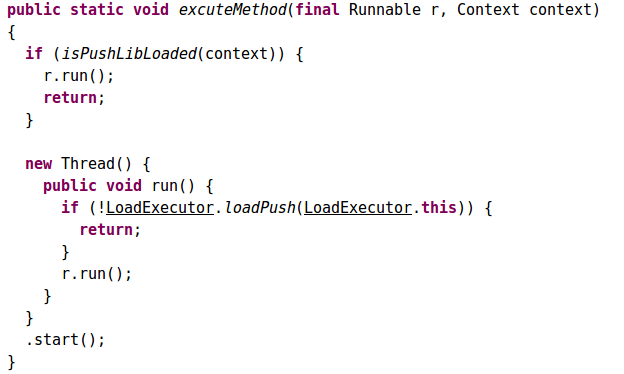 public static void excuteMethod(final Runnable r, Context context)
{
  if (isPushLibLoaded(context)) {
    r.run();
    return;
  }

  new Thread() {
    public void run() {
      if (!LoadExecutor.loadPush(LoadExecutor.this)) {
        return;
      }
      r.run();
    }
  }
  .start();
}